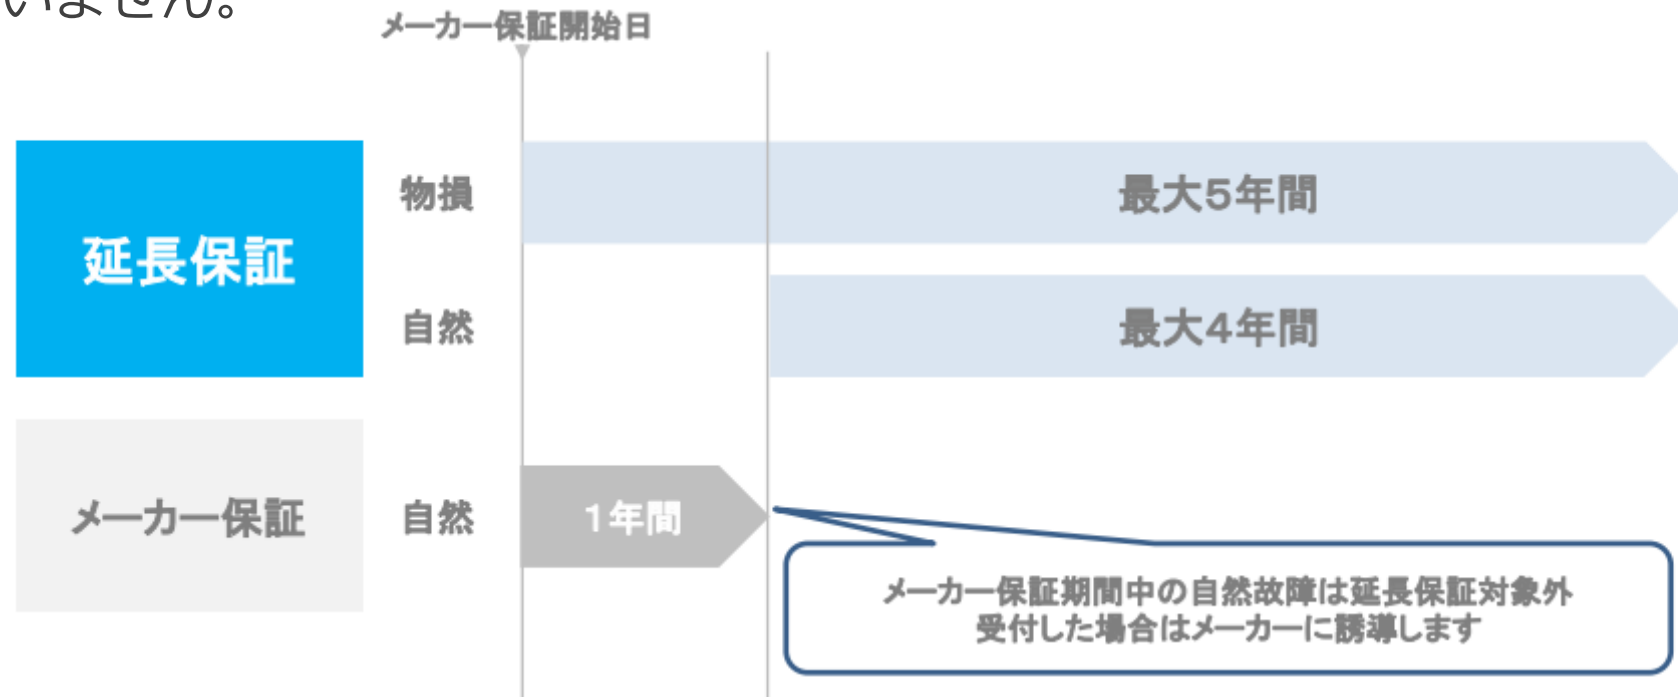 いません。
メーカー保証開始日
延長保証
物損
最大5年間
自然
最大4年間
メーカー保証
自然
1年間
メーカー保証期間中の自然故障は延長保証対象外
受付した場合はメーカーに誘導します